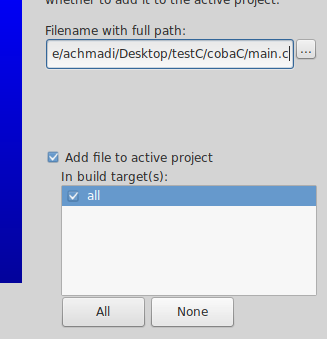 whether to add it to the active project.
Filename with full path:
e/achmadi/Desktop/testC/cobaC/main.c
...
Add file to active project
In build target(s):
all
All
None